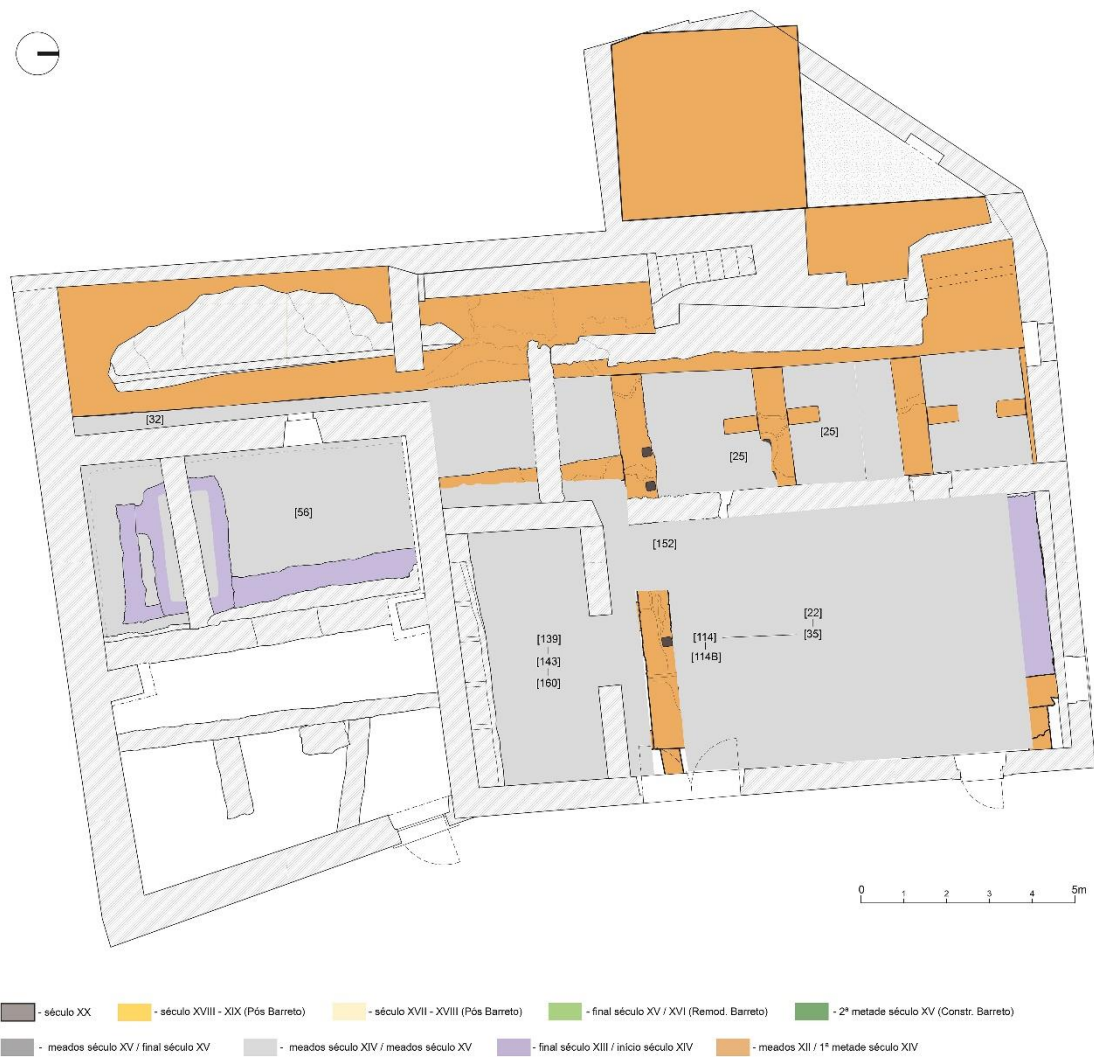 [32]
[56]
[25]
[25]
[152]
[22]
[35]
[114]
[114B]
[139]
[143]
[160]
0 1 2 3 4 5m
- século XX
- século XVIII - XIX (Pós Barreto)
- século XVII - XVIII (Pós Barreto)
- final século XV / XVI (Remod. Barreto)
- 2ª metade século XV (Constr. Barreto)
- meados século XV / final século XV
- meados século XIV / meados século XV
- final século XIII / início século XIV
- meados XII / 1ª metade século XIV